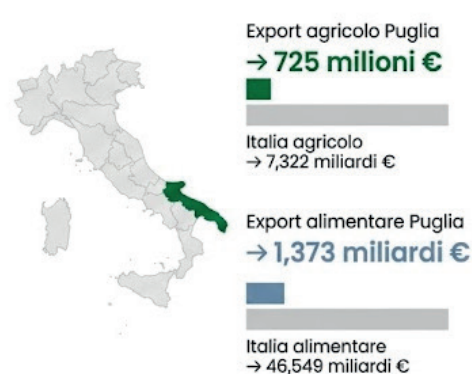 Export agricolo Puglia
→ 725 milioni €
Italia agricolo
→ 7,322 miliardi €
Export alimentare Puglia
→ 1,373 miliardi €
Italia alimentare
→ 46,549 miliardi €